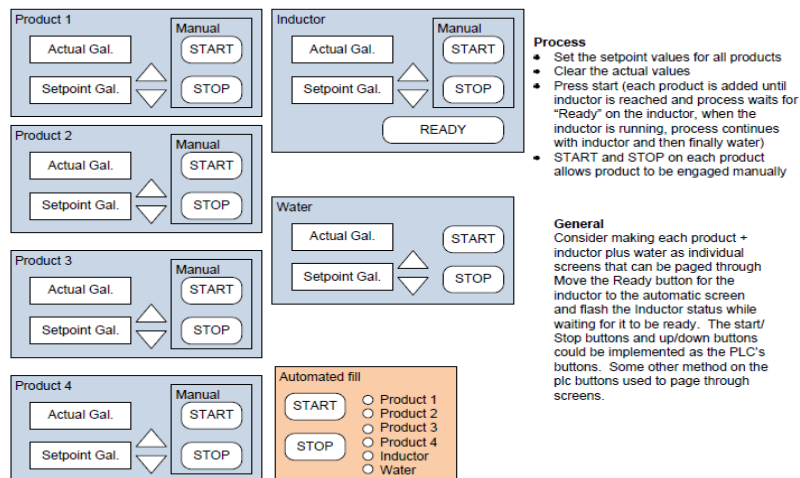 Product 1
Manual
Actual Gal.
START
Setpoint Gal.
STOP
Product 2
Manual
Actual Gal.
START
Setpoint Gal.
STOP
Product 3
Manual
Actual Gal.
START
Setpoint Gal.
STOP
Product 4
Manual
Actual Gal.
START
Setpoint Gal.
STOP
Inductor
Manual
Actual Gal.
START
Setpoint Gal.
STOP
READY
Water
Actual Gal.
START
Setpoint Gal.
STOP
Automated fill
START
STOP
Product 1
Product 2
Product 3
Product 4
Inductor
Water
Process
Set the setpoint values for all products
Clear the actual values
Press start (each product is added until
inductor is reached and process waits for
“Ready” on the inductor, when the
inductor is running, process continues
with inductor and then finally water)
START and STOP on each product
allows product to be engaged manually
General
Consider making each product +
inductor plus water as individual
screens that can be paged through
Move the Ready button for the
inductor to the automatic screen
and flash the Inductor status while
waiting for it to be ready. The start/
Stop buttons and up/down buttons
could be implemented as the PLC's
buttons. Some other method on the
plc buttons used to page through
screens.